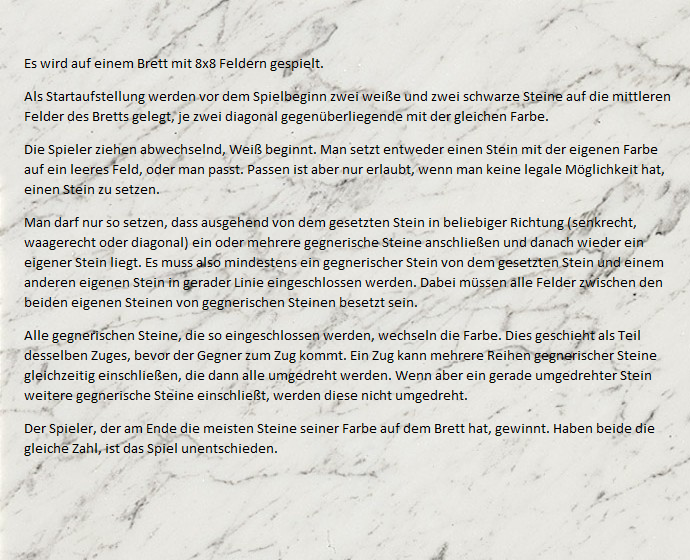 Es wird auf einem Brett mit 8x8 Feldern gespielt.
Als Startaufstellung werden vor dem Spielbeginn zwei weiße und zwei schwarze Steine auf die mittleren
Felder des Bretts gelegt, je zwei diagonal gegenüberliegende mit der gleichen Farbe.
Die Spieler ziehen abwechselnd, Weiß beginnt. Man setzt entweder einen Stein mit der eigenen Farbe
auf ein leeres Feld, oder man passt. Passen ist aber nur erlaubt, wenn man keine legale Möglichkeit hat,
einen Stein zu setzen.
Man darf nur so setzen, dass ausgehend von dem gesetzten Stein in beliebiger Richtung (senkrecht,
waagerecht oder diagonal) ein oder mehrere gegnerische Steine anschließen und danach wieder ein
eigener Stein liegt. Es muss also mindestens ein gegnerischer Stein von dem gesetzten Stein und einem
anderen eigenen Stein in gerader Linie eingeschlossen werden. Dabei müssen alle Felder zwischen den
beiden eigenen Steinen von gegnerischen Steinen besetzt sein.
Alle gegnerischen Steine, die so eingeschlossen werden, wechseln die Farbe. Dies geschieht als Teil
desselben Zuges, bevor der Gegner zum Zug kommt. Ein Zug kann mehrere Reihen gegnerischer Steine
gleichzeitig einschließen, die dann alle umgedreht werden. Wenn aber ein gerade umgedrehter Stein
weitere gegnerische Steine einschließt, werden diese nicht umgedreht.
Der Spieler, der am Ende die meisten Steine seiner Farbe auf dem Brett hat, gewinnt. Haben beide die
gleiche Zahl, ist das Spiel unentschieden.